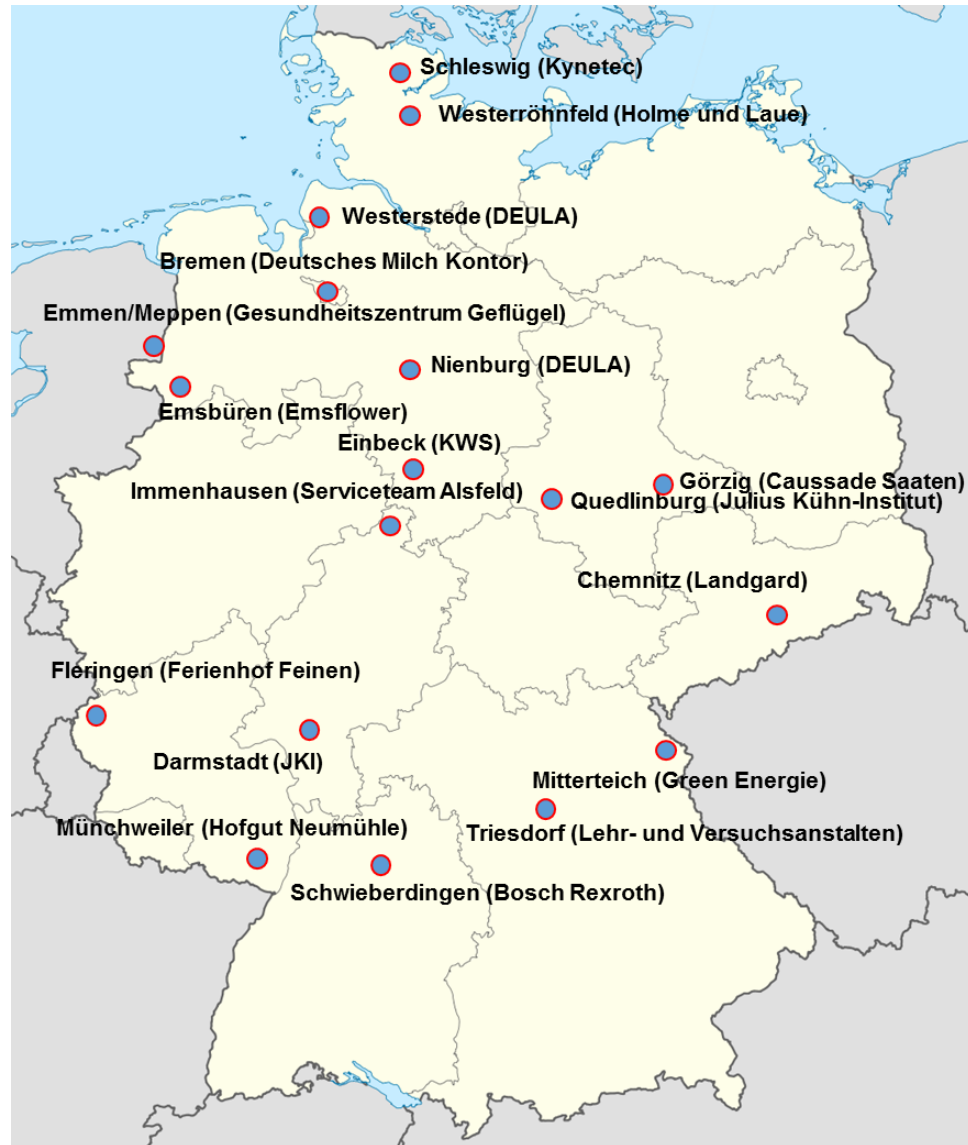 Schleswig (Kynetec)
Westerröhnfeld (Holme und Laue)
Westerstede (DEULA)
Bremen (Deutsches Milch Kontor)
Emmen/Meppen (Gesundheitszentrum Geflügel)
Nienburg (DEULA)
Emsbüren (Emsflower)
Einbeck (KWS)
Immenhausen (Serviceteam Alsfeld)
Görzig (Caussade Saaten)
Quedlinburg (Julius Kühn-Institut)
Chemnitz (Landgard)
Fleringen (Ferienhof Feinen)
Darmstadt (JKI)
Mitterteich (Green Energie)
Münchweiler (Hofgut Neumühle)
Triesdorf (Lehr- und Versuchsanstalten)
Schwieberdingen (Bosch Rexroth)